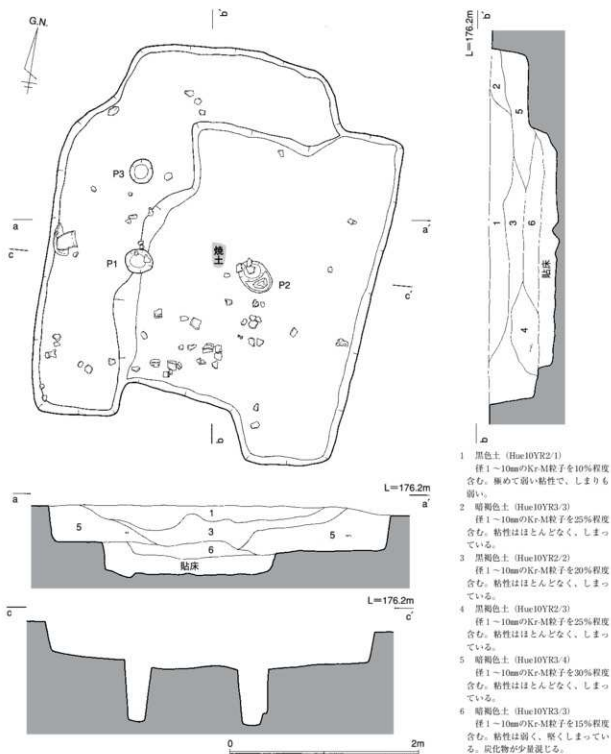 G.N.
b'
b'
L=176.2m
2
5
P3
a
a'
1
3
6
c
焼土
P1
P2
c'
貼床
4
b
b
L=176.2m
a
a'
1
5
3
5
6
貼床
L=176.2m
c
c'
0
2m
1 黒色土 (Hue10YR2/1)
径1~10㎜のKr-M粒子を10%程度
含む。極めて弱い粘性で、しまりも
弱い。
2 暗褐色土 (Hue10YR3/3)
径1~10㎜のKr-M粒子を25%程度
含む。粘性はほとんどなく、しまっ
ている。
3 黒褐色土 (Hue10YR2/2)
径1~10㎜のKr-M粒子を20%程度
含む。粘性はほとんどなく、しまっ
ている。
4 黒褐色土 (Hue10YR2/3)
径1~10㎜のKr-M粒子を25%程度
含む。粘性はほとんどなく、しまっ
ている。
5 暗褐色土 (Hue10YR3/4)
径1~10㎜のKr-M粒子を30%程度
含む。粘性はほとんどなく、しまっ
ている。
6 暗褐色土 (Hue10YR3/3)
径1~10㎜のKr-M粒子を15%程度
含む。粘性は弱く、堅くしまってい
る。炭化物が少量混じる。